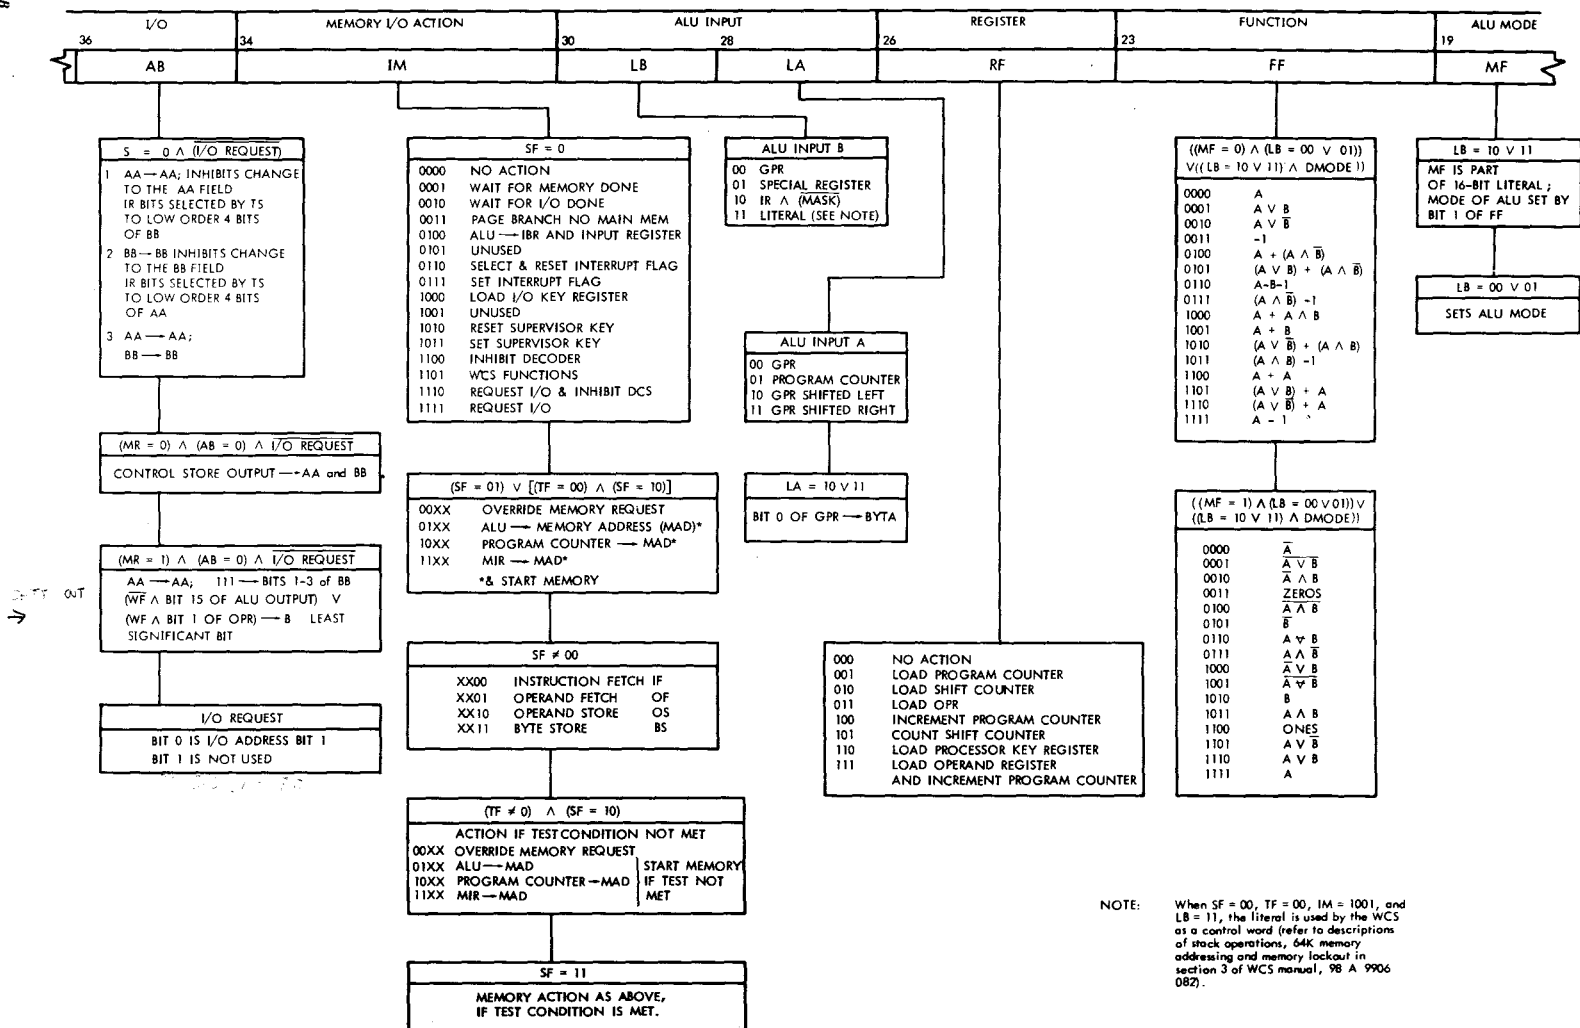 I/O MEMORY I/O ACTION ALU INPUT REGISTER FUNCTION ALU MODE
36 34 30 28 26 23 19
AB IM LB LA RF FF MF
S = 0 ∧ (I/O REQUEST)
1 AA→AA; INHIBITS CHANGE
TO THE AA FIELD
IR BITS SELECTED BY TS
TO LOW ORDER 4 BITS
OF BB
2 BB→BB INHIBITS CHANGE
TO THE BB FIELD
IR BITS SELECTED BY TS
TO LOW ORDER 4 BITS
OF AA
3 AA→AA;
BB→BB
(MR = 0) ∧ (AB = 0) ∧ I̅/̅O̅ ̅R̅E̅Q̅U̅E̅S̅T̅
CONTROL STORE OUTPUT→AA and BB
(MR = 1) ∧ (AB = 0) ∧ I̅/̅O̅ ̅R̅E̅Q̅U̅E̅S̅T̅
AA→AA; 111→BITS 1-3 of BB
(W̅F̅ ∧ BIT 15 OF ALU OUTPUT) V
(WF ∧ BIT 1 OF OPR)→B LEAST
SIGNIFICANT BIT
OUT
→
I/O REQUEST
BIT 0 IS I/O ADDRESS BIT 1
BIT 1 IS NOT USED
SF = 0
0000 NO ACTION
0001 WAIT FOR MEMORY DONE
0010 WAIT FOR I/O DONE
0011 PAGE BRANCH NO MAIN MEM
0100 ALU→IBR AND INPUT REGISTER
0101 UNUSED
0110 SELECT & RESET INTERRUPT FLAG
0111 SET INTERRUPT FLAG
1000 LOAD I/O KEY REGISTER
1001 UNUSED
1010 RESET SUPERVISOR KEY
1011 SET SUPERVISOR KEY
1100 INHIBIT DECODER
1101 WCS FUNCTIONS
1110 REQUEST I/O & INHIBIT DCS
1111 REQUEST I/O
(SF = 01) ∨ [(TF = 00) ∧ (SF = 10)]
00XX OVERRIDE MEMORY REQUEST
01XX ALU→MEMORY ADDRESS (MAD)*
10XX PROGRAM COUNTER→MAD*
11XX MIR→MAD*
*& START MEMORY
SF ≠ 00
XX00 INSTRUCTION FETCH IF
XX01 OPERAND FETCH OF
XX10 OPERAND STORE OS
XX11 BYTE STORE BS
(TF ≠ 0) ∧ (SF = 10)
ACTION IF TEST CONDITION NOT MET
00XX OVERRIDE MEMORY REQUEST
01XX ALU→MAD START MEMORY
10XX PROGRAM COUNTER→MAD IF TEST NOT
11XX MIR→MAD MET
SF = 11
MEMORY ACTION AS ABOVE,
IF TEST CONDITION IS MET.
ALU INPUT B
00 GPR
01 SPECIAL REGISTER
10 IR ∧ (M̅A̅S̅K̅)
11 LITERAL (SEE NOTE)
ALU INPUT A
00 GPR
01 PROGRAM COUNTER
10 GPR SHIFTED LEFT
11 GPR SHIFTED RIGHT
LA = 10 ∨ 11
BIT 0 OF GPR→BYTA
000 NO ACTION
001 LOAD PROGRAM COUNTER
010 LOAD SHIFT COUNTER
011 LOAD OPR
100 INCREMENT PROGRAM COUNTER
101 COUNT SHIFT COUNTER
110 LOAD PROCESSOR KEY REGISTER
111 LOAD OPERAND REGISTER
AND INCREMENT PROGRAM COUNTER
((MF = 0) ∧ (LB = 00 ∨ 01))
∨((LB = 10 ∨ 11) ∧ DMODE))
0000 A
0001 A ∨ B
0010 A ∨ B̅
0011 -1
0100 A + (A ∧ B̅)
0101 (A ∨ B) + (A ∧ B̅)
0110 A-B-1
0111 (A ∧ B̅) -1
1000 A + A ∧ B
1001 A + B
1010 (A ∨ B̅) + (A ∧ B)
1011 (A ∧ B) -1
1100 A + A
1101 (A ∨ B) + A
1110 (A ∨ B̅) + A
1111 A - 1
((MF = 1) ∧ (LB = 00 ∨ 01)) ∨
((LB = 10 ∨ 11) ∧ DMODE))
0000 A̅
0001 A̅ ̅∨̅ ̅B̅
0010 A̅ ∧ B
0011 ZEROS
0100 A̅ ̅∧̅ ̅B̅
0101 B̅
0110 A ⊻ B
0111 A ∧ B̅
1000 A̅ ∨ B
1001 A̅ ̅⊻̅ ̅B̅
1010 B
1011 A ∧ B
1100 ONES
1101 A ∨ B̅
1110 A ∨ B
1111 A
LB = 10 ∨ 11
MF IS PART
OF 16-BIT LITERAL;
MODE OF ALU SET BY
BIT 1 OF FF
LB = 00 ∨ 01
SETS ALU MODE
NOTE: When SF = 00, TF = 00, IM = 1001, and
LB = 11, the literal is used by the WCS
as a control word (refer to descriptions
of stack operations, 64K memory
addressing and memory lockout in
section 3 of WCS manual, 98 A 9906
082).